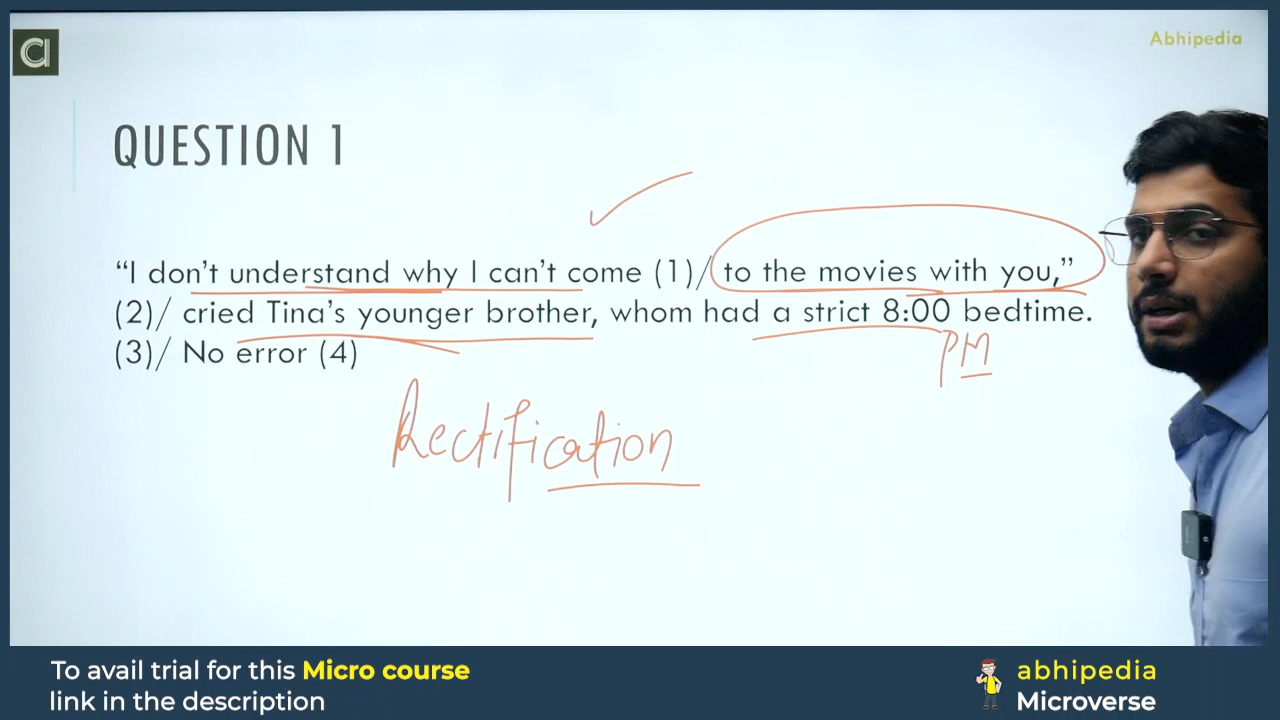 a
Abhipedia
QUESTION 1
“I don't understand why I can't come (1)/ to the movies with you,”
(2)/ cried Tina's younger brother, whom had a strict 8:00 bedtime.
PM
(3)/ No error (4)
Rectification
To avail trial for this Micro course
link in the description
abhipedia
Microverse